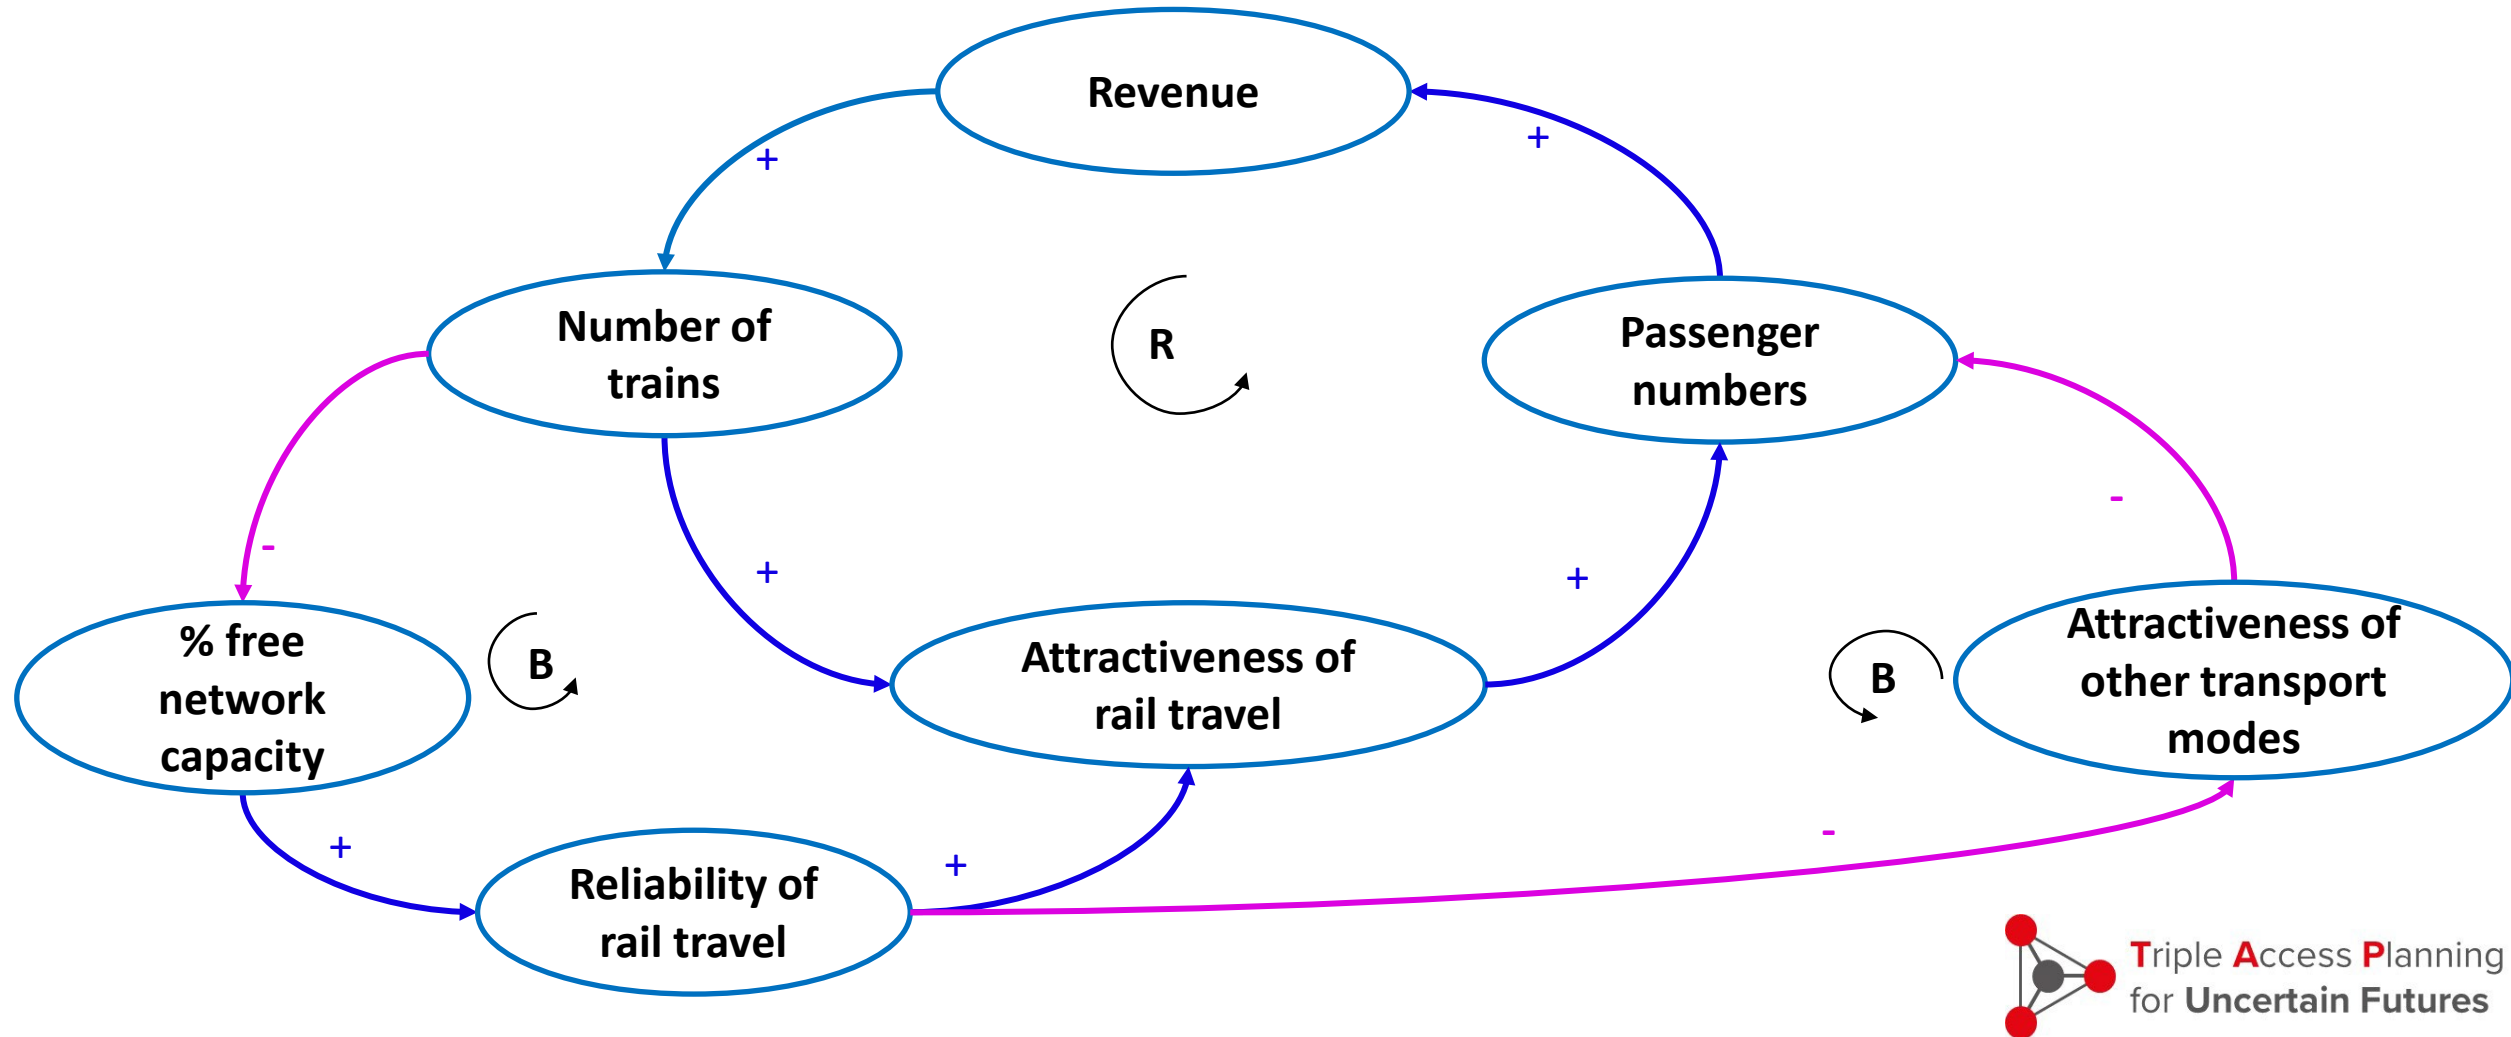 Revenue
+
+
Number of
trains
R
Passenger
numbers
-
-
+
+
% free
network
capacity
B
Attractiveness of
rail travel
B
Attractiveness of
other transport
modes
+
+
-
Reliability of
rail travel
Triple Access Planning
for Uncertain Futures